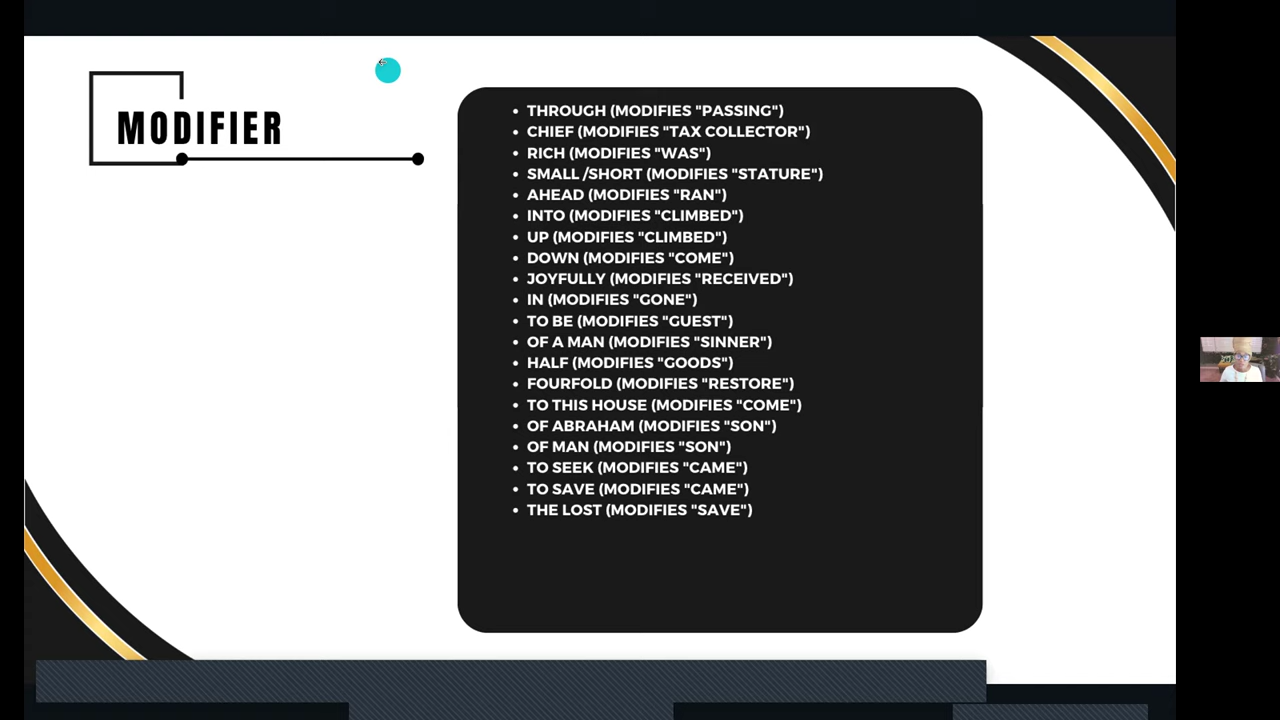 MODIFIER
• THROUGH (MODIFIES "PASSING")
• CHIEF (MODIFIES "TAX COLLECTOR")
• RICH (MODIFIES "WAS")
• SMALL /SHORT (MODIFIES "STATURE")
• AHEAD (MODIFIES "RAN")
• INTO (MODIFIES "CLIMBED")
• UP (MODIFIES "CLIMBED")
• DOWN (MODIFIES "COME")
• JOYFULLY (MODIFIES "RECEIVED")
• IN (MODIFIES "GONE")
• TO BE (MODIFIES "GUEST")
• OF A MAN (MODIFIES "SINNER")
• HALF (MODIFIES "GOODS")
• FOURFOLD (MODIFIES "RESTORE")
• TO THIS HOUSE (MODIFIES "COME")
• OF ABRAHAM (MODIFIES "SON")
• OF MAN (MODIFIES "SON")
• TO SEEK (MODIFIES "CAME")
• TO SAVE (MODIFIES "CAME")
• THE LOST (MODIFIES "SAVE")